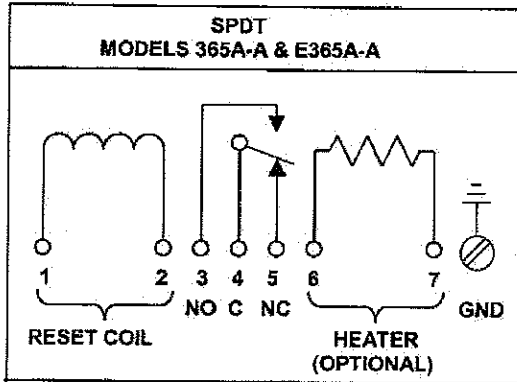 SPDT
MODELS 365A-A & E365A-A
1 2 3 4 5 6 7
NO C NC GND
RESET COIL
HEATER
(OPTIONAL)